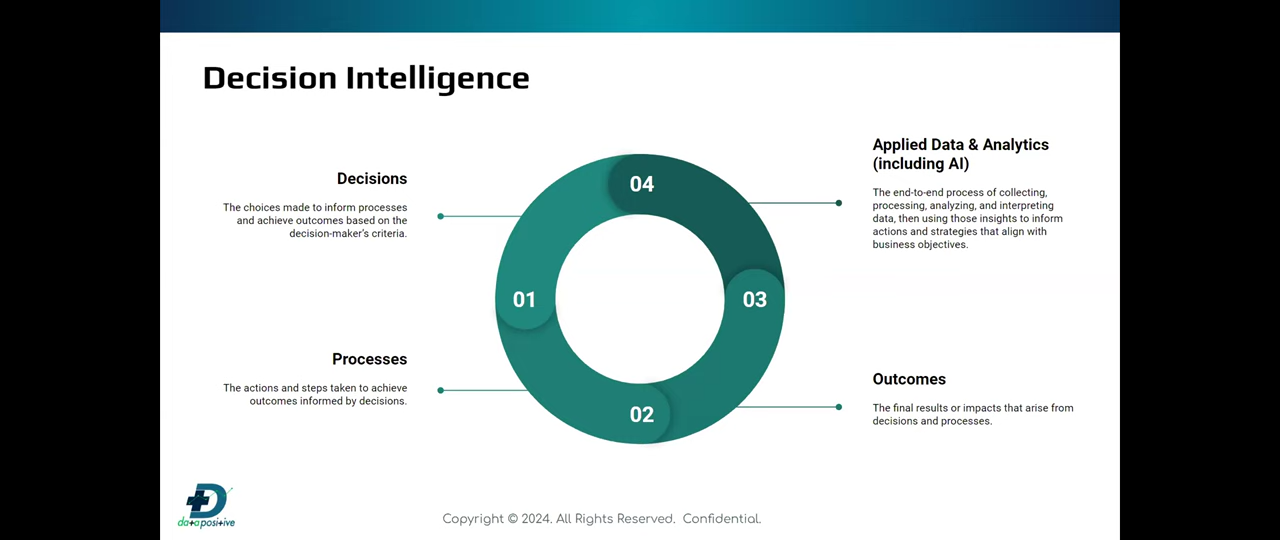 Decision Intelligence
Decisions
The choices made to inform processes
and achieve outcomes based on the
decision-maker's criteria.
01
Processes
The actions and steps taken to achieve
outcomes informed by decisions.
02
03
04
Applied Data & Analytics
(including AI)
The end-to-end process of collecting,
processing, analyzing, and interpreting
data, then using those insights to inform
actions and strategies that align with
business objectives.
Outcomes
The final results or impacts that arise from
decisions and processes.
D
da+a posi+ive
Copyright © 2024. All Rights Reserved. Confidential.